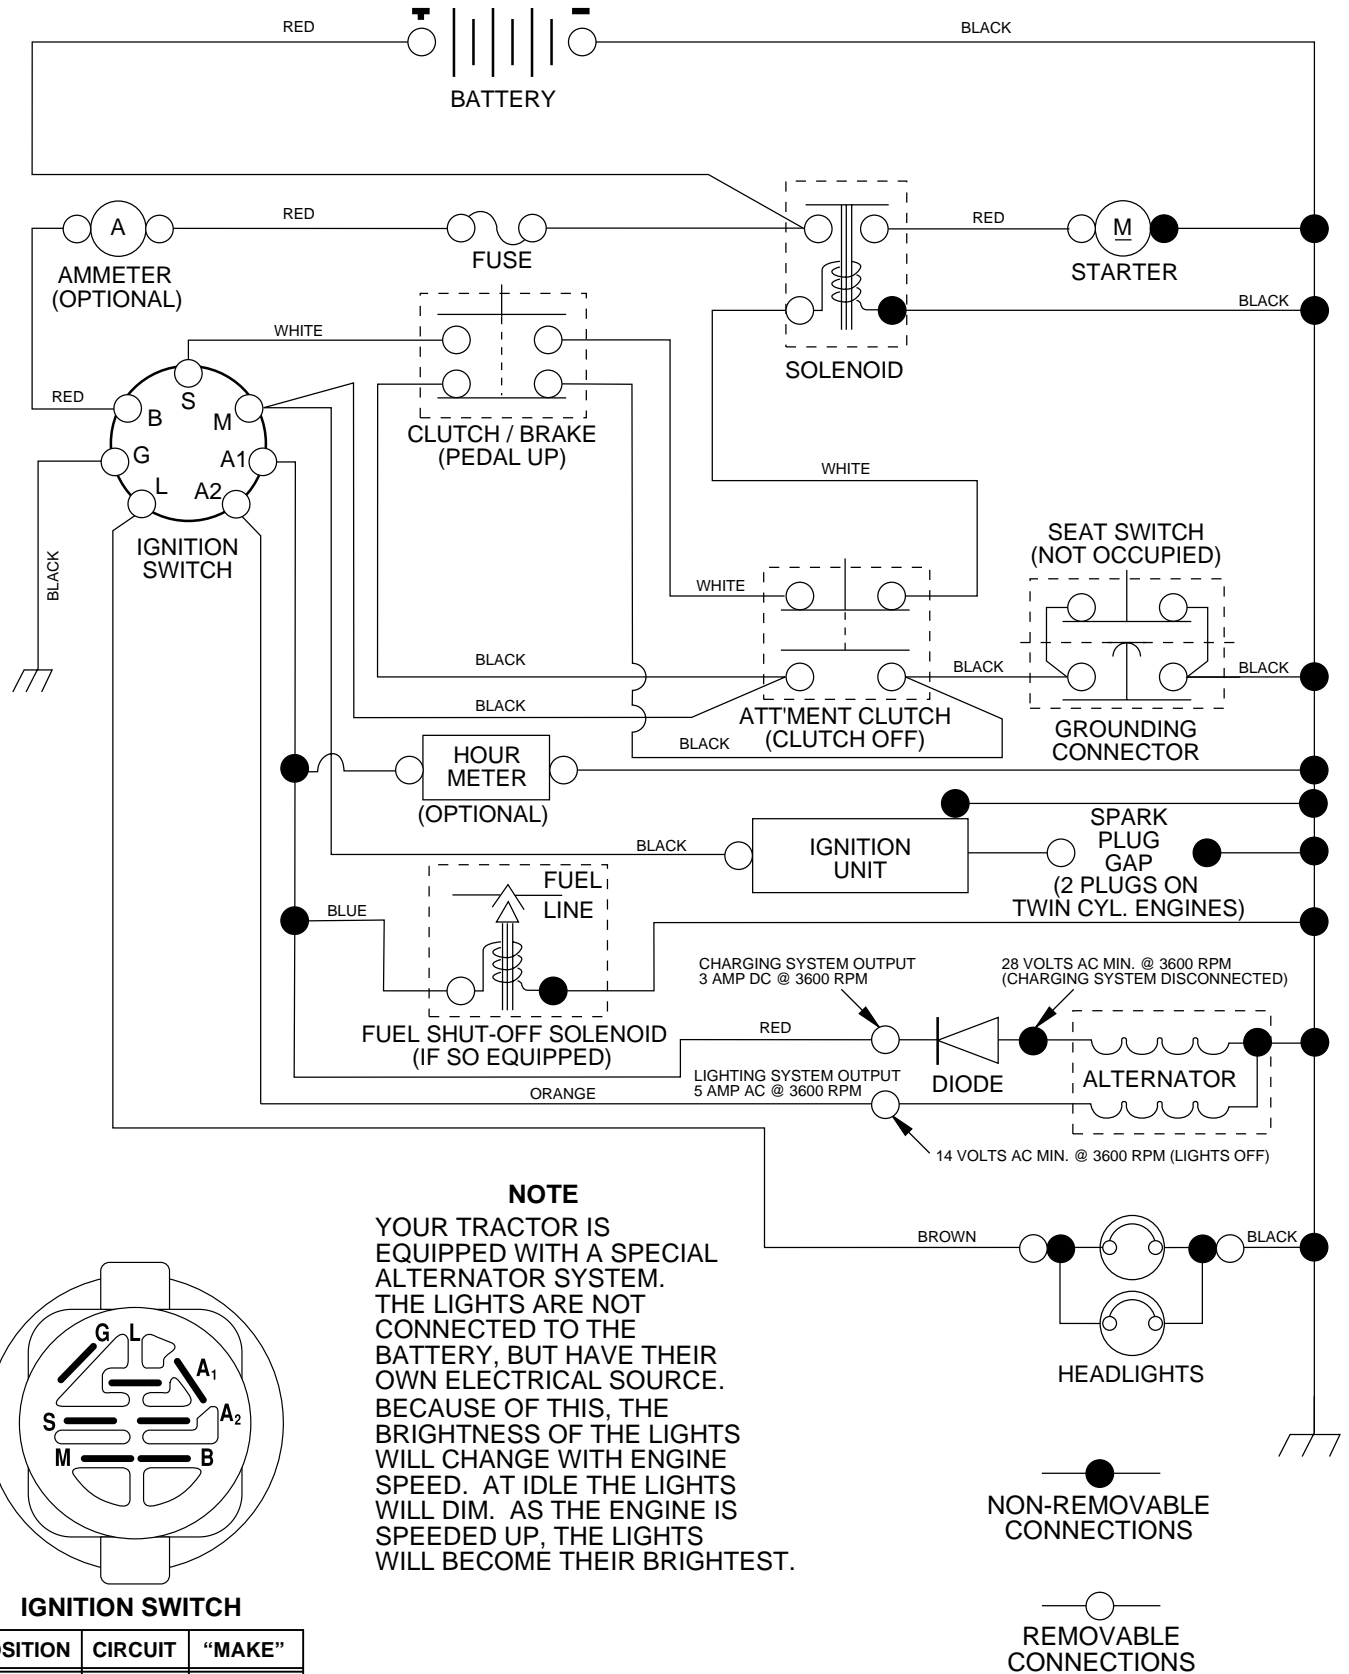 RED
BLACK
BATTERY
RED
A
AMMETER
(OPTIONAL)
FUSE
RED
M
STARTER
BLACK
SOLENOID
WHITE
CLUTCH / BRAKE
(PEDAL UP)
RED
S
B
M
G
A1
L
A2
IGNITION
SWITCH
BLACK
WHITE
SEAT SWITCH
(NOT OCCUPIED)
WHITE
BLACK
BLACK
BLACK
BLACK
BLACK
ATT'MENT CLUTCH
(CLUTCH OFF)
GROUNDING
CONNECTOR
HOUR
METER
(OPTIONAL)
BLACK
IGNITION
UNIT
SPARK
PLUG
GAP
(2 PLUGS ON
TWIN CYL. ENGINES)
FUEL
LINE
BLUE
FUEL SHUT-OFF SOLENOID
(IF SO EQUIPPED)
CHARGING SYSTEM OUTPUT
3 AMP DC @ 3600 RPM
28 VOLTS AC MIN. @ 3600 RPM
(CHARGING SYSTEM DISCONNECTED)
RED
DIODE
ALTERNATOR
LIGHTING SYSTEM OUTPUT
5 AMP AC @ 3600 RPM
ORANGE
14 VOLTS AC MIN. @ 3600 RPM (LIGHTS OFF)
BROWN
BLACK
HEADLIGHTS
NOTE
YOUR TRACTOR IS
EQUIPPED WITH A SPECIAL
ALTERNATOR SYSTEM.
THE LIGHTS ARE NOT
CONNECTED TO THE
BATTERY, BUT HAVE THEIR
OWN ELECTRICAL SOURCE.
BECAUSE OF THIS, THE
BRIGHTNESS OF THE LIGHTS
WILL CHANGE WITH ENGINE
SPEED. AT IDLE THE LIGHTS
WILL DIM. AS THE ENGINE IS
SPEEDED UP, THE LIGHTS
WILL BECOME THEIR BRIGHTEST.
G L
A1
S A2
M B
IGNITION SWITCH
CIRCUIT "MAKE"
NON-REMOVABLE
CONNECTIONS
REMOVABLE
CONNECTIONS